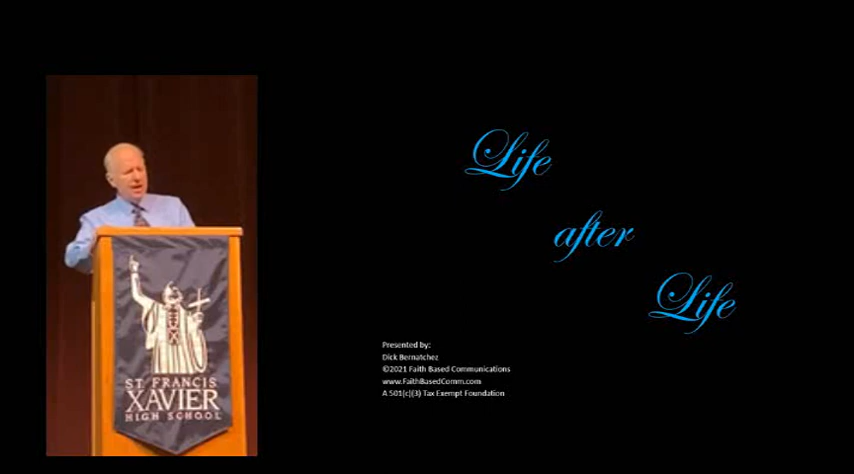 Life
after
Life
Presented by:
Dick Bernatchez
©2021 Faith Based Communications
www.FaithBasedComm.com
A 501(c)(3) Tax Exempt Foundation
ST. FRANCIS
XAVIER
HIGH SCHOOL